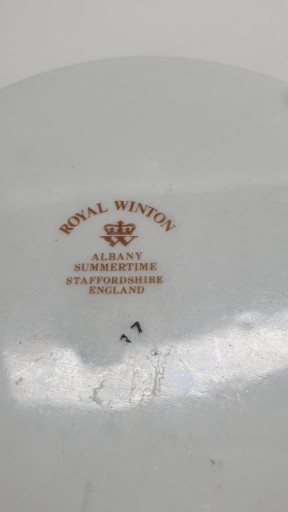 ROYAL WINTON
W
ALBANY
SUMMERTIME
STAFFORDSHIRE
ENGLAND